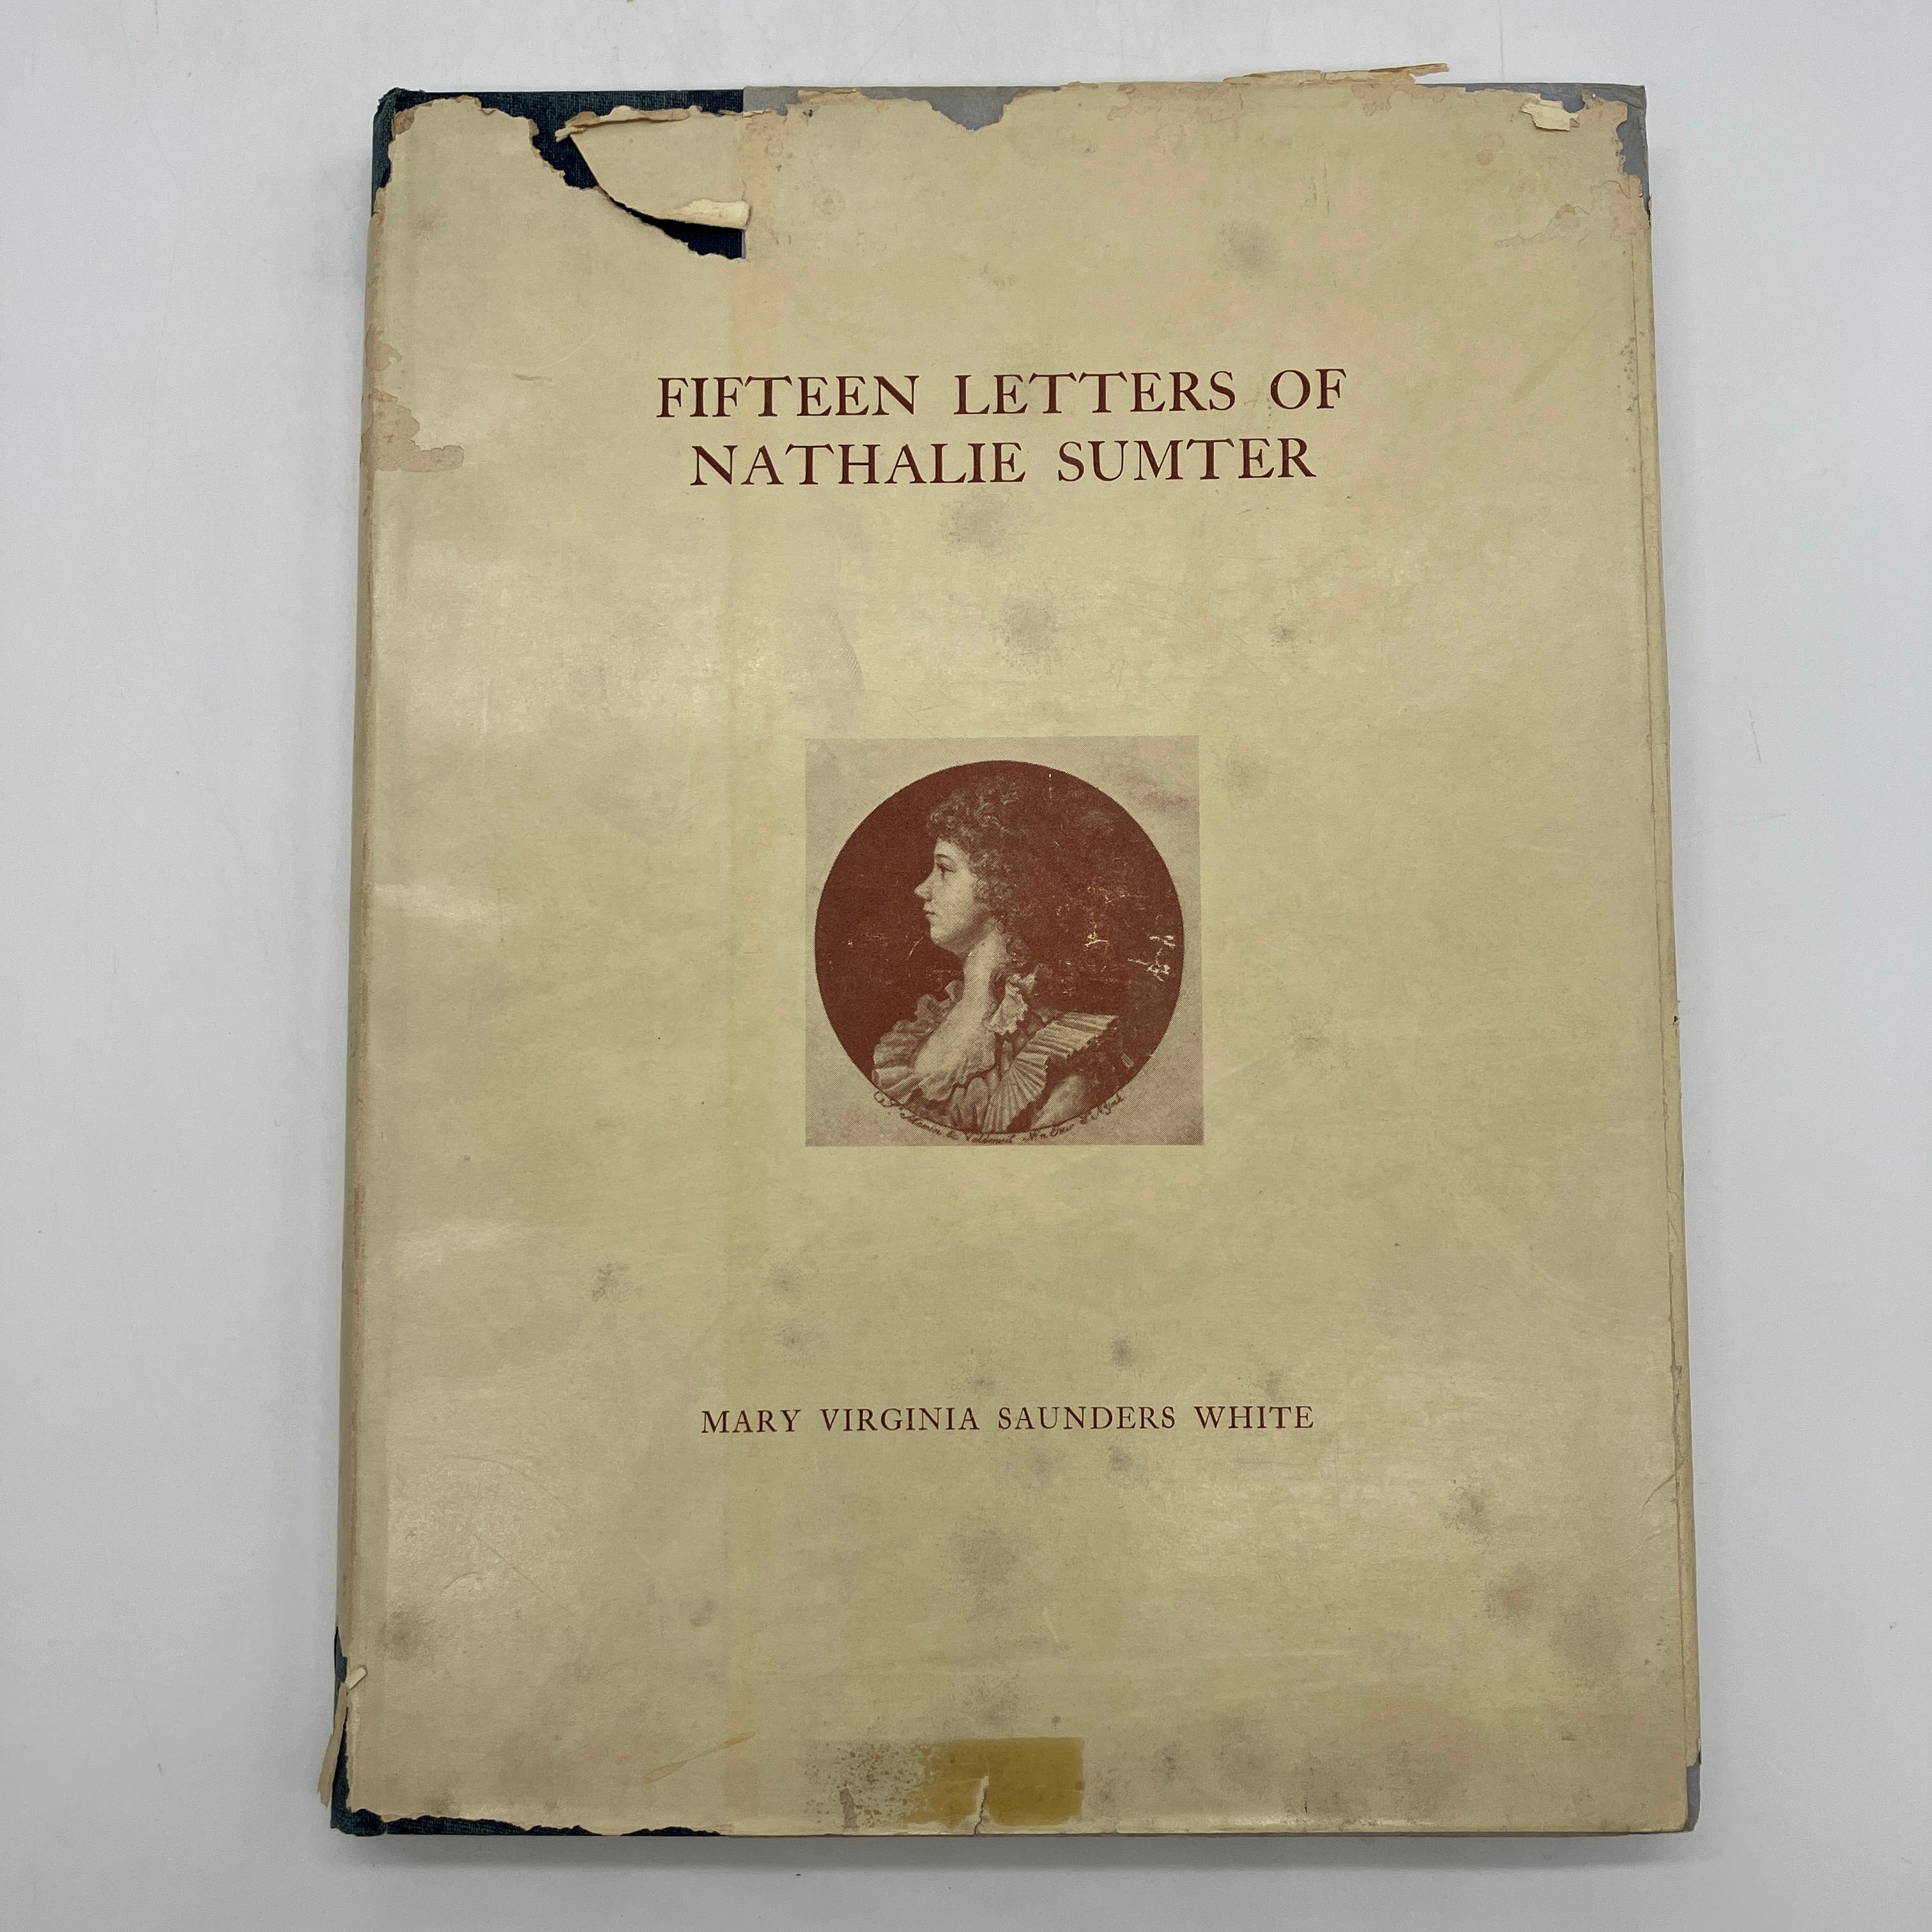 FIFTEEN LETTERS OF
NATHALIE SUMTER
MARY VIRGINIA SAUNDERS WHITE